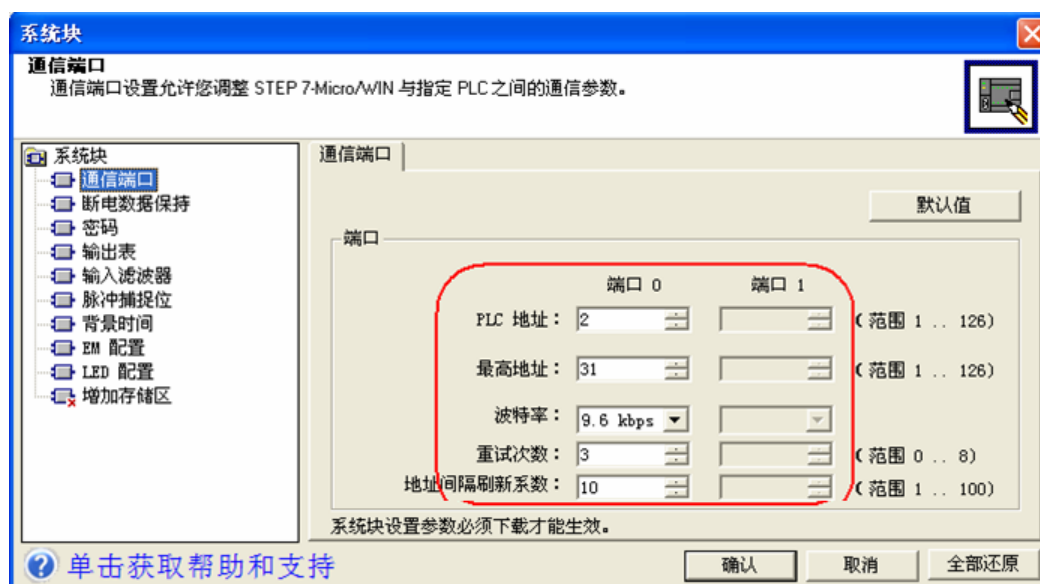 系统块
通信端口
通信端口设置允许您调整 STEP 7-Micro/WIN 与指定 PLC 之间的通信参数。
系统块
通信端口
断电数据保持
密码
输出表
输入滤波器
脉冲捕捉位
背景时间
EM 配置
LED 配置
增加存储区
通信端口
默认值
端口
端口 0 端口 1
PLC 地址： 2 (范围 1 .. 126)
最高地址： 31 (范围 1 .. 126)
波特率： 9.6 kbps
重试次数： 3 (范围 0 .. 8)
地址间隔刷新系数： 10 (范围 1 .. 100)
系统块设置参数必须下载才能生效。
单击获取帮助和支持
确认 取消 全部还原